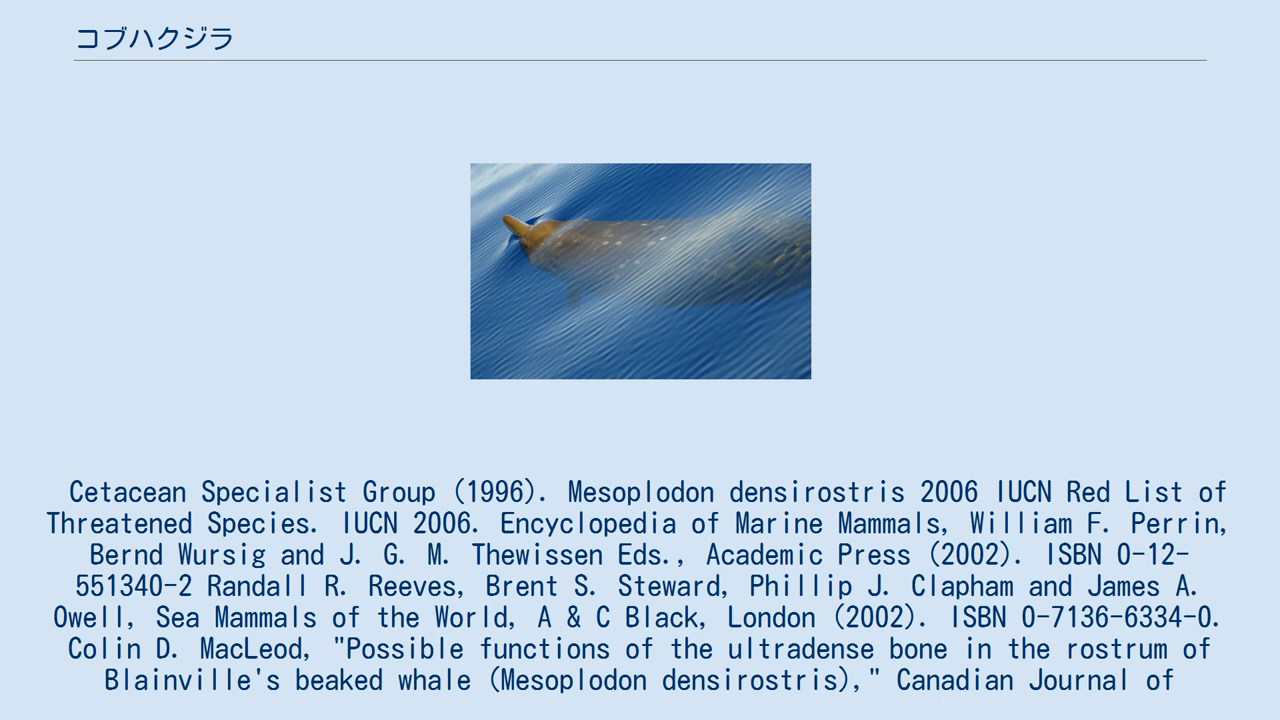 コブハクジラ
Cetacean Specialist Group (1996). Mesoplodon densirostris 2006 IUCN Red List of
Threatened Species. IUCN 2006. Encyclopedia of Marine Mammals, William F. Perrin,
Bernd Wursig and J. G. M. Thewissen Eds., Academic Press (2002). ISBN 0-12-
551340-2 Randall R. Reeves, Brent S. Steward, Phillip J. Clapham and James A.
Owell, Sea Mammals of the World, A & C Black, London (2002). ISBN 0-7136-6334-0.
Colin D. MacLeod, "Possible functions of the ultradense bone in the rostrum of
Blainville's beaked whale (Mesoplodon densirostris)," Canadian Journal of